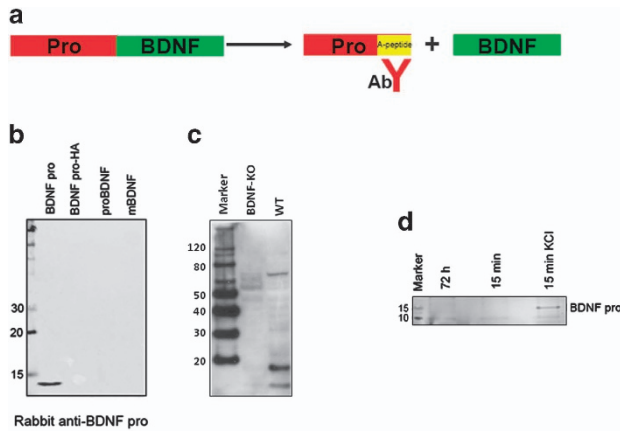 a
Pro BDNF Pro A-peptide + BDNF
Ab
b
BDNF pro
BDNF pro-HA
proBDNF
mBDNF
30
20
15
Rabbit anti-BDNF pro
c
Marker
BDNF-KO
WT
120
80
50
40
30
20
d
Marker
72 h
15 min
15 min KCl
15
10
BDNF pro